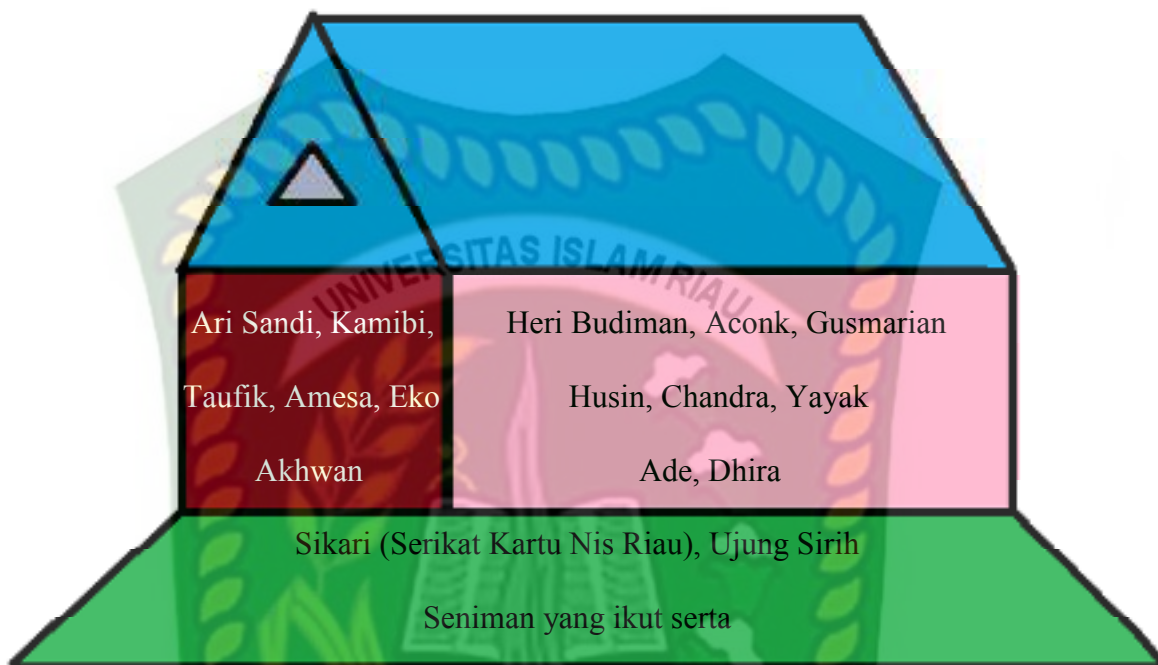 UNIVERSITAS ISLAM RIAU
Ari Sandi, Kamibi,
Taufik, Amesa, Eko
Akhwan
Heri Budiman, Aconk, Gusmarian
Husin, Chandra, Yayak
Ade, Dhira
Sikari (Serikat Kartu Nis Riau), Ujung Sirih
Seniman yang ikut serta